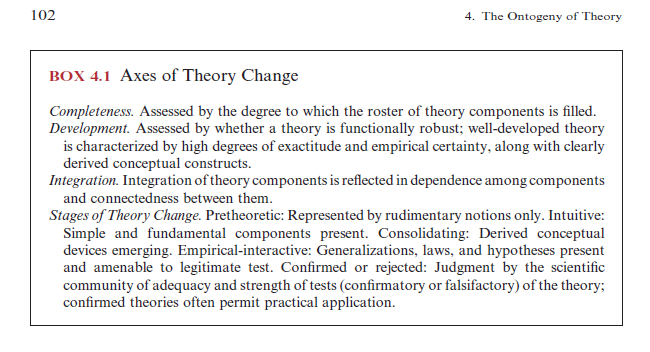 102
4. The Ontogeny of Theory
BOX 4.1 Axes of Theory Change
Completeness. Assessed by the degree to which the roster of theory components is filled.
Development. Assessed by whether a theory is functionally robust; well-developed theory
is characterized by high degrees of exactitude and empirical certainty, along with clearly
derived conceptual constructs.
Integration. Integration of theory components is reflected in dependence among components
and connectedness between them.
Stages of Theory Change. Pretheoretic: Represented by rudimentary notions only. Intuitive:
Simple and fundamental components present. Consolidating: Derived conceptual
devices emerging. Empirical-interactive: Generalizations, laws, and hypotheses present
and amenable to legitimate test. Confirmed or rejected: Judgment by the scientific
community of adequacy and strength of tests (confirmatory or falsifactory) of the theory;
confirmed theories often permit practical application.